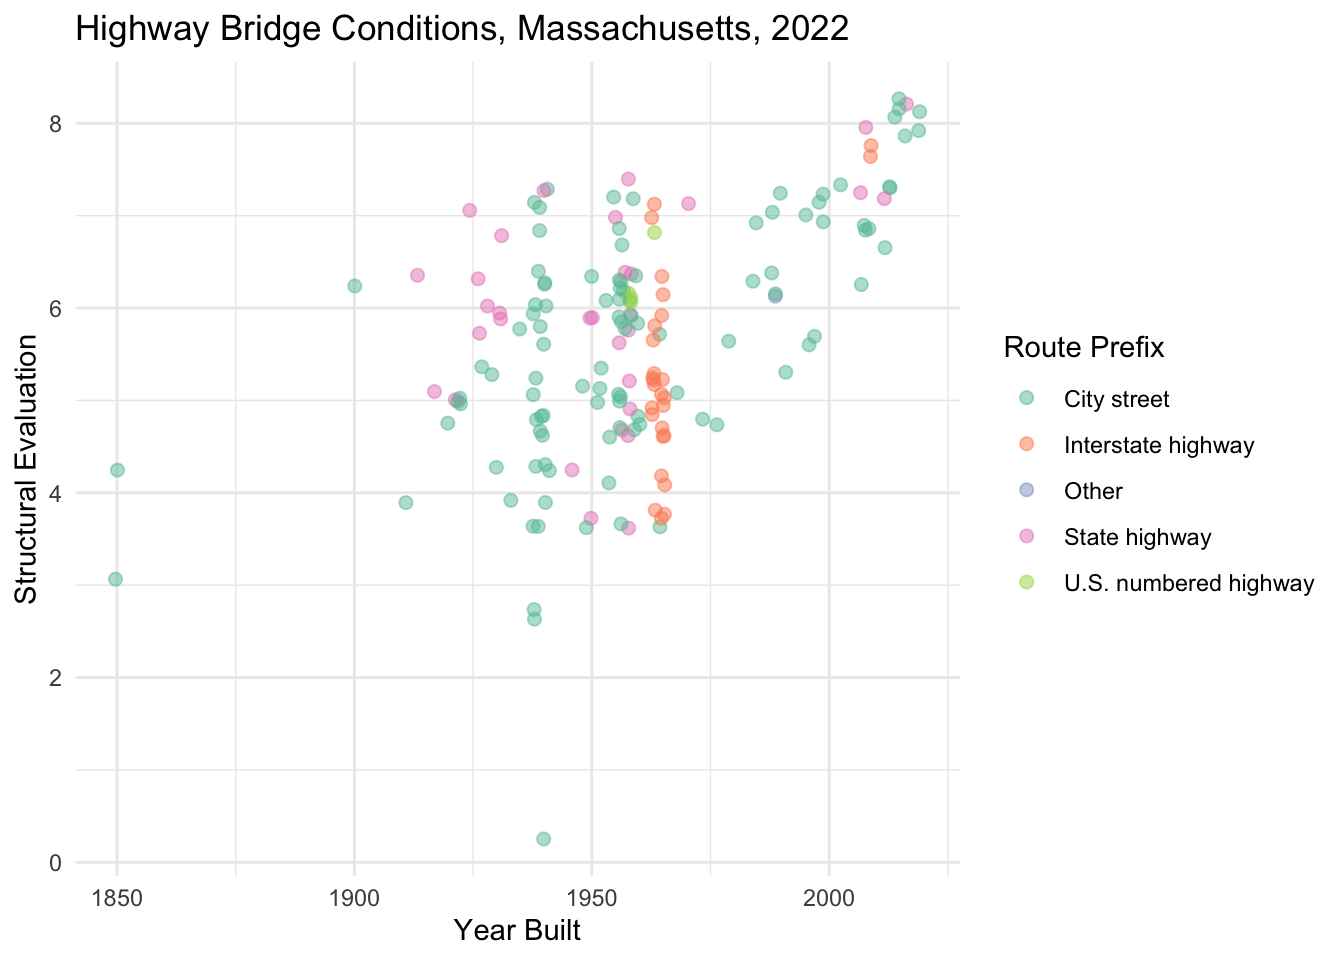 Highway Bridge Conditions, Massachusetts, 2022
8
6
4
2
0
1850 1900 1950 2000
Year Built
Structural Evaluation
Route Prefix
City street
Interstate highway
Other
State highway
U.S. numbered highway